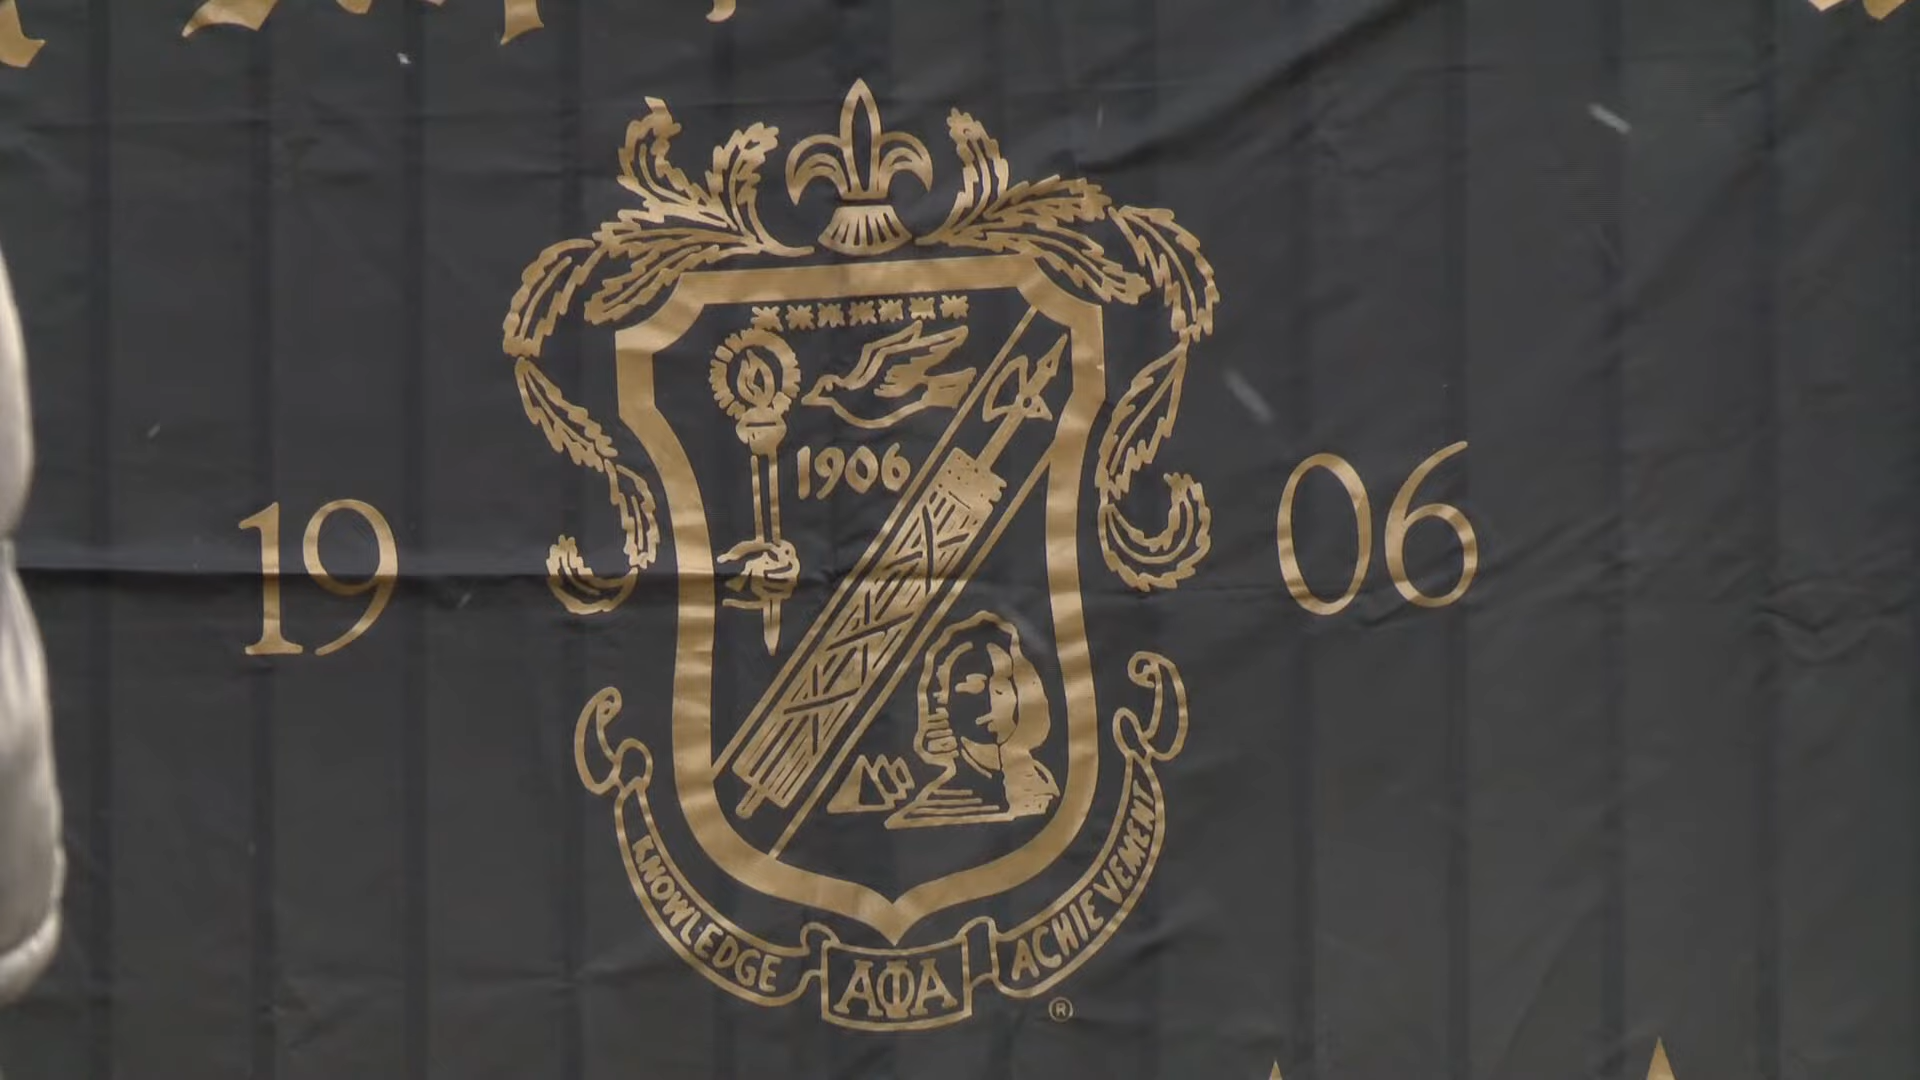 1906
19 06
KNOWLEDGE ΑΦΑ ACHIEVEMENT
®